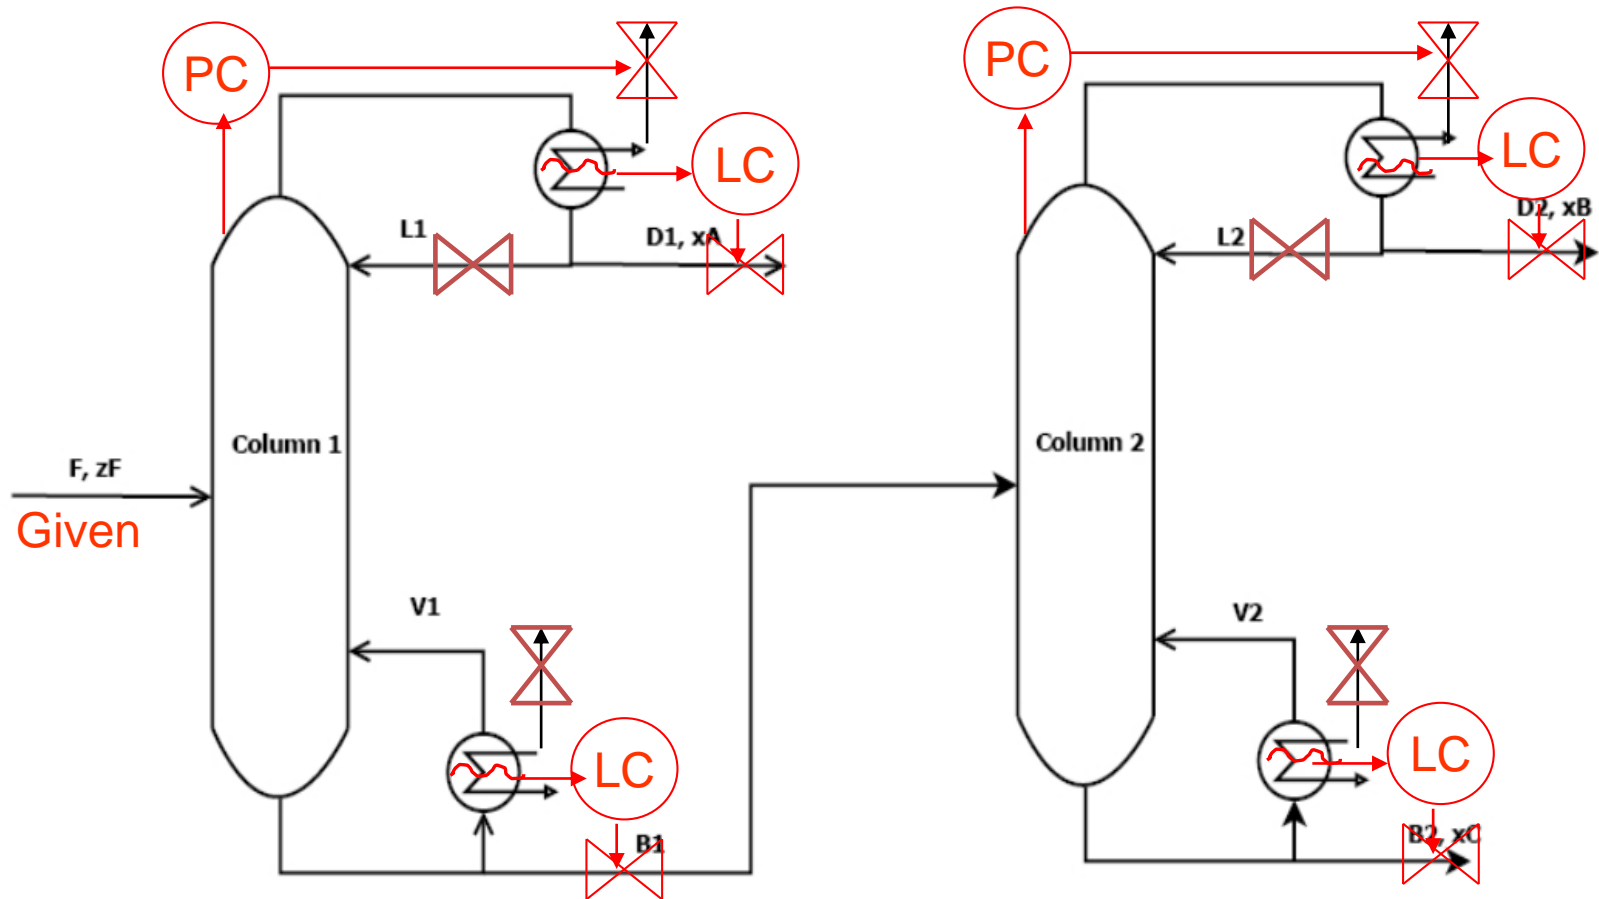 PC
PC
LC
LC
L1
D1, xA
L2
D2, xB
Column 1
Column 2
F, zF
Given
V1
V2
LC
LC
B1
B2, xC